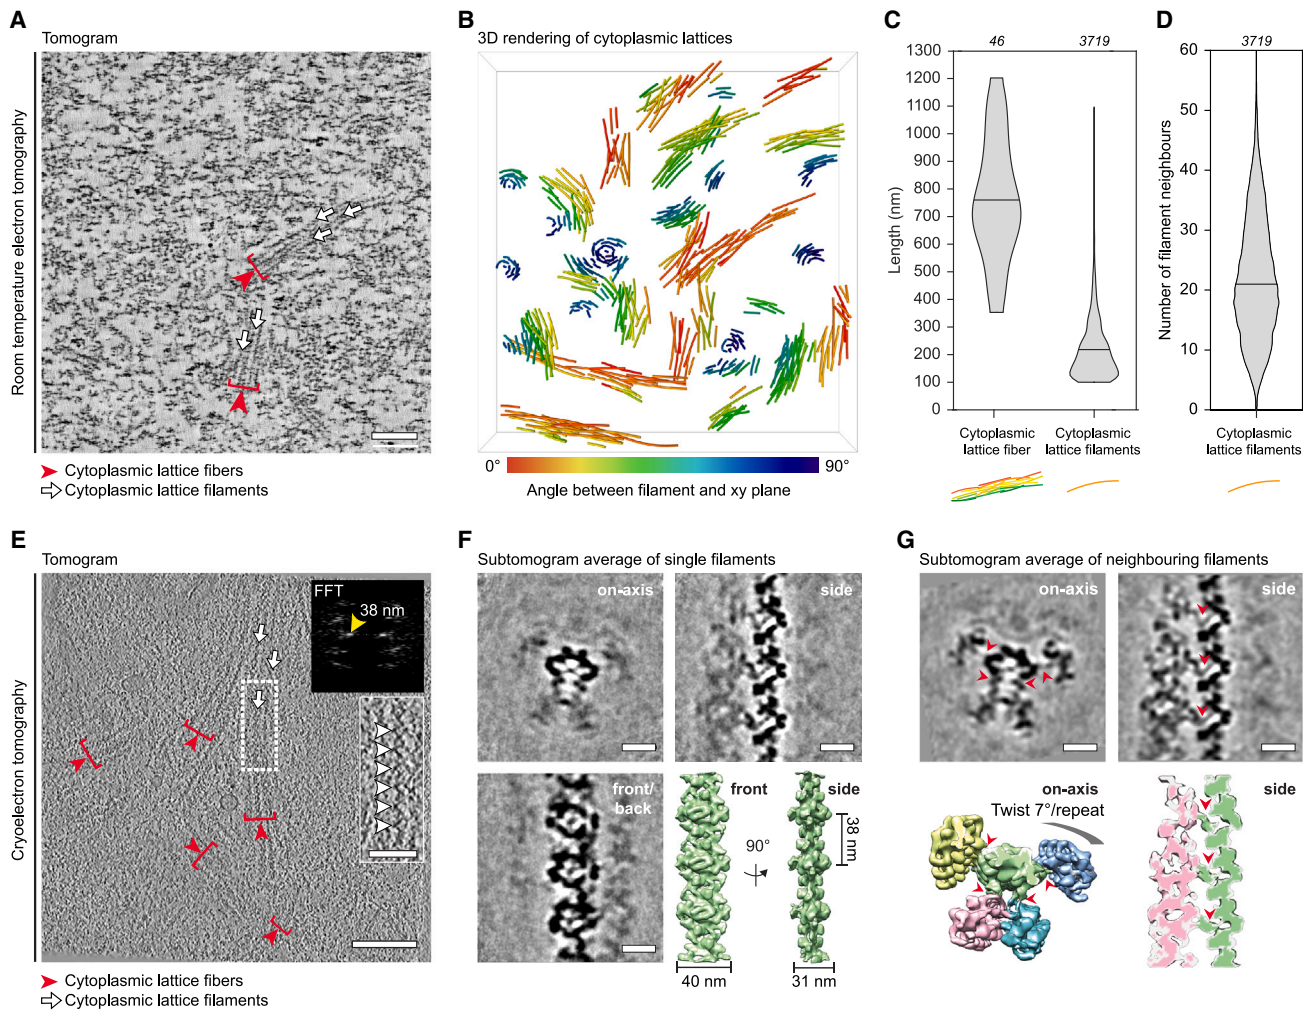 A
Tomogram
Room temperature electron tomography
Cytoplasmic lattice fibers
Cytoplasmic lattice filaments
B
3D rendering of cytoplasmic lattices
0°
90°
Angle between filament and xy plane
C
46
3719
Length (nm)
1300
1200
1100
1000
900
800
700
600
500
400
300
200
100
0
Cytoplasmic
lattice fiber
Cytoplasmic
lattice filaments
D
3719
Number of filament neighbours
60
50
40
30
20
10
0
Cytoplasmic
lattice filaments
E
Tomogram
Cryoelectron tomography
FFT
38 nm
Cytoplasmic lattice fibers
Cytoplasmic lattice filaments
F
Subtomogram average of single filaments
on-axis
side
front/
back
front
side
90°
38 nm
40 nm
31 nm
G
Subtomogram average of neighbouring filaments
on-axis
side
on-axis
Twist 7°/repeat
side